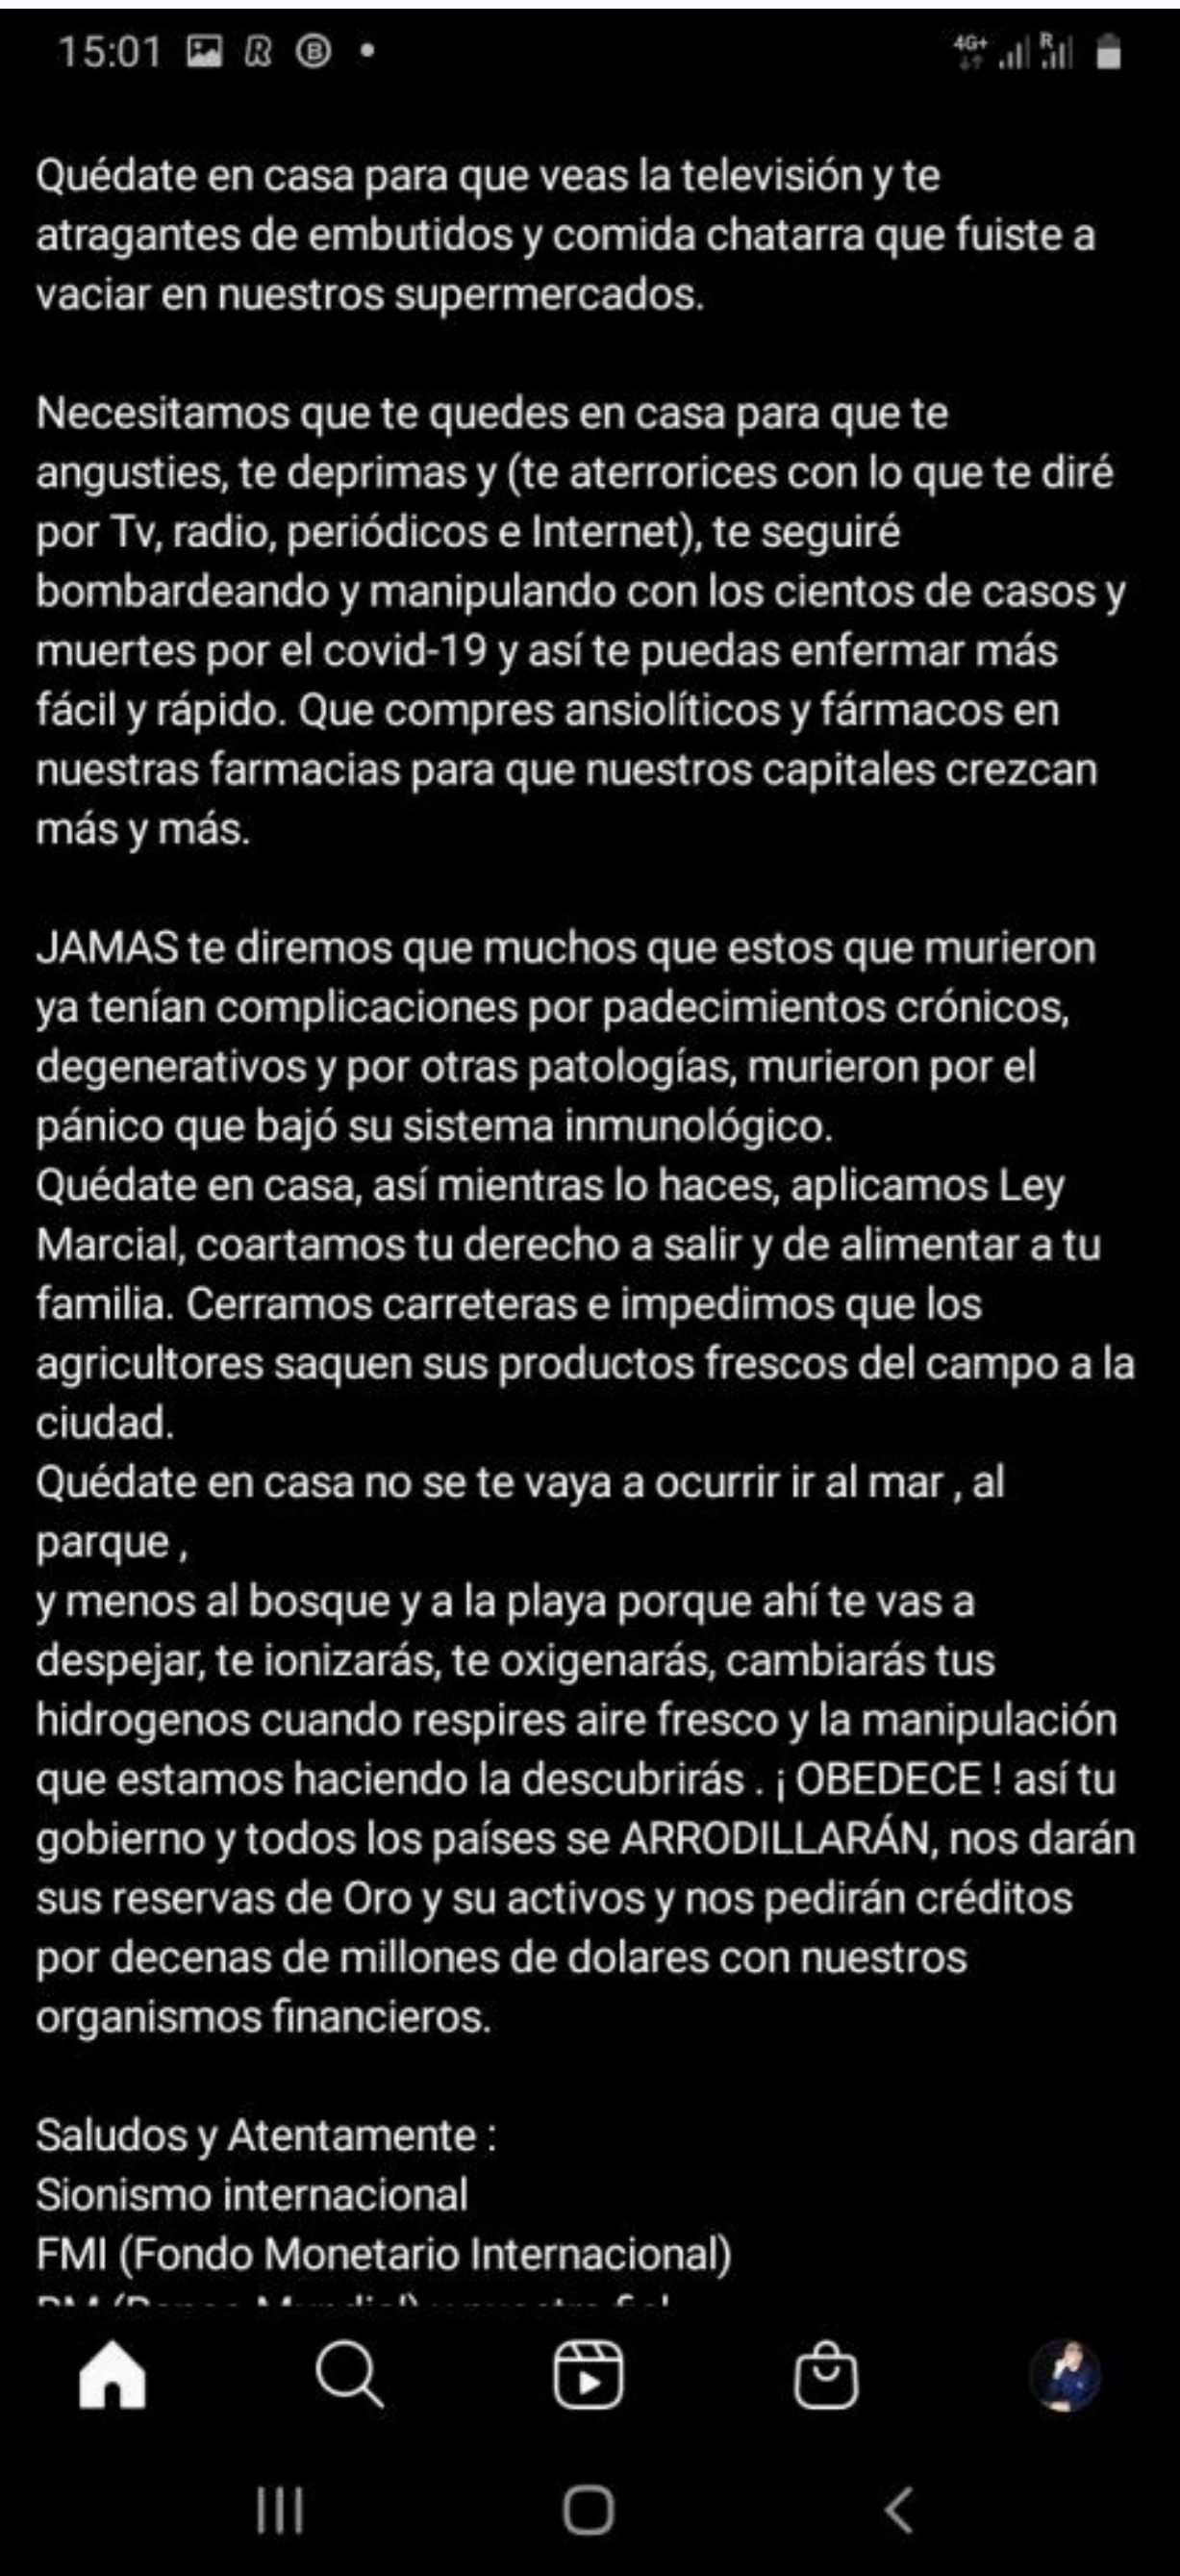 15:01
4G+
R
Quédate en casa para que veas la televisión y te
atragantes de embutidos y comida chatarra que fuiste a
vaciar en nuestros supermercados.
Necesitamos que te quedes en casa para que te
angusties, te deprimas y (te aterrorices con lo que te diré
por Tv, radio, periódicos e Internet), te seguiré
bombardeando y manipulando con los cientos de casos y
muertes por el covid-19 y así te puedas enfermar más
fácil y rápido. Que compres ansiolíticos y fármacos en
nuestras farmacias para que nuestros capitales crezcan
más y más.
JAMAS te diremos que muchos que estos que murieron
ya tenían complicaciones por padecimientos crónicos,
degenerativos y por otras patologías, murieron por el
pánico que bajó su sistema inmunológico.
Quédate en casa, así mientras lo haces, aplicamos Ley
Marcial, coartamos tu derecho a salir y de alimentar a tu
familia. Cerramos carreteras e impedimos que los
agricultores saquen sus productos frescos del campo a la
ciudad.
Quédate en casa no se te vaya a ocurrir ir al mar , al
parque ,
y menos al bosque y a la playa porque ahí te vas a
despejar, te ionizarás, te oxigenarás, cambiarás tus
hidrogenos cuando respires aire fresco y la manipulación
que estamos haciendo la descubrirás . ¡ OBEDECE ! así tu
gobierno y todos los países se ARRODILLARÁN, nos darán
sus reservas de Oro y su activos y nos pedirán créditos
por decenas de millones de dolares con nuestros
organismos financieros.
Saludos y Atentamente :
Sionismo internacional
FMI (Fondo Monetario Internacional)